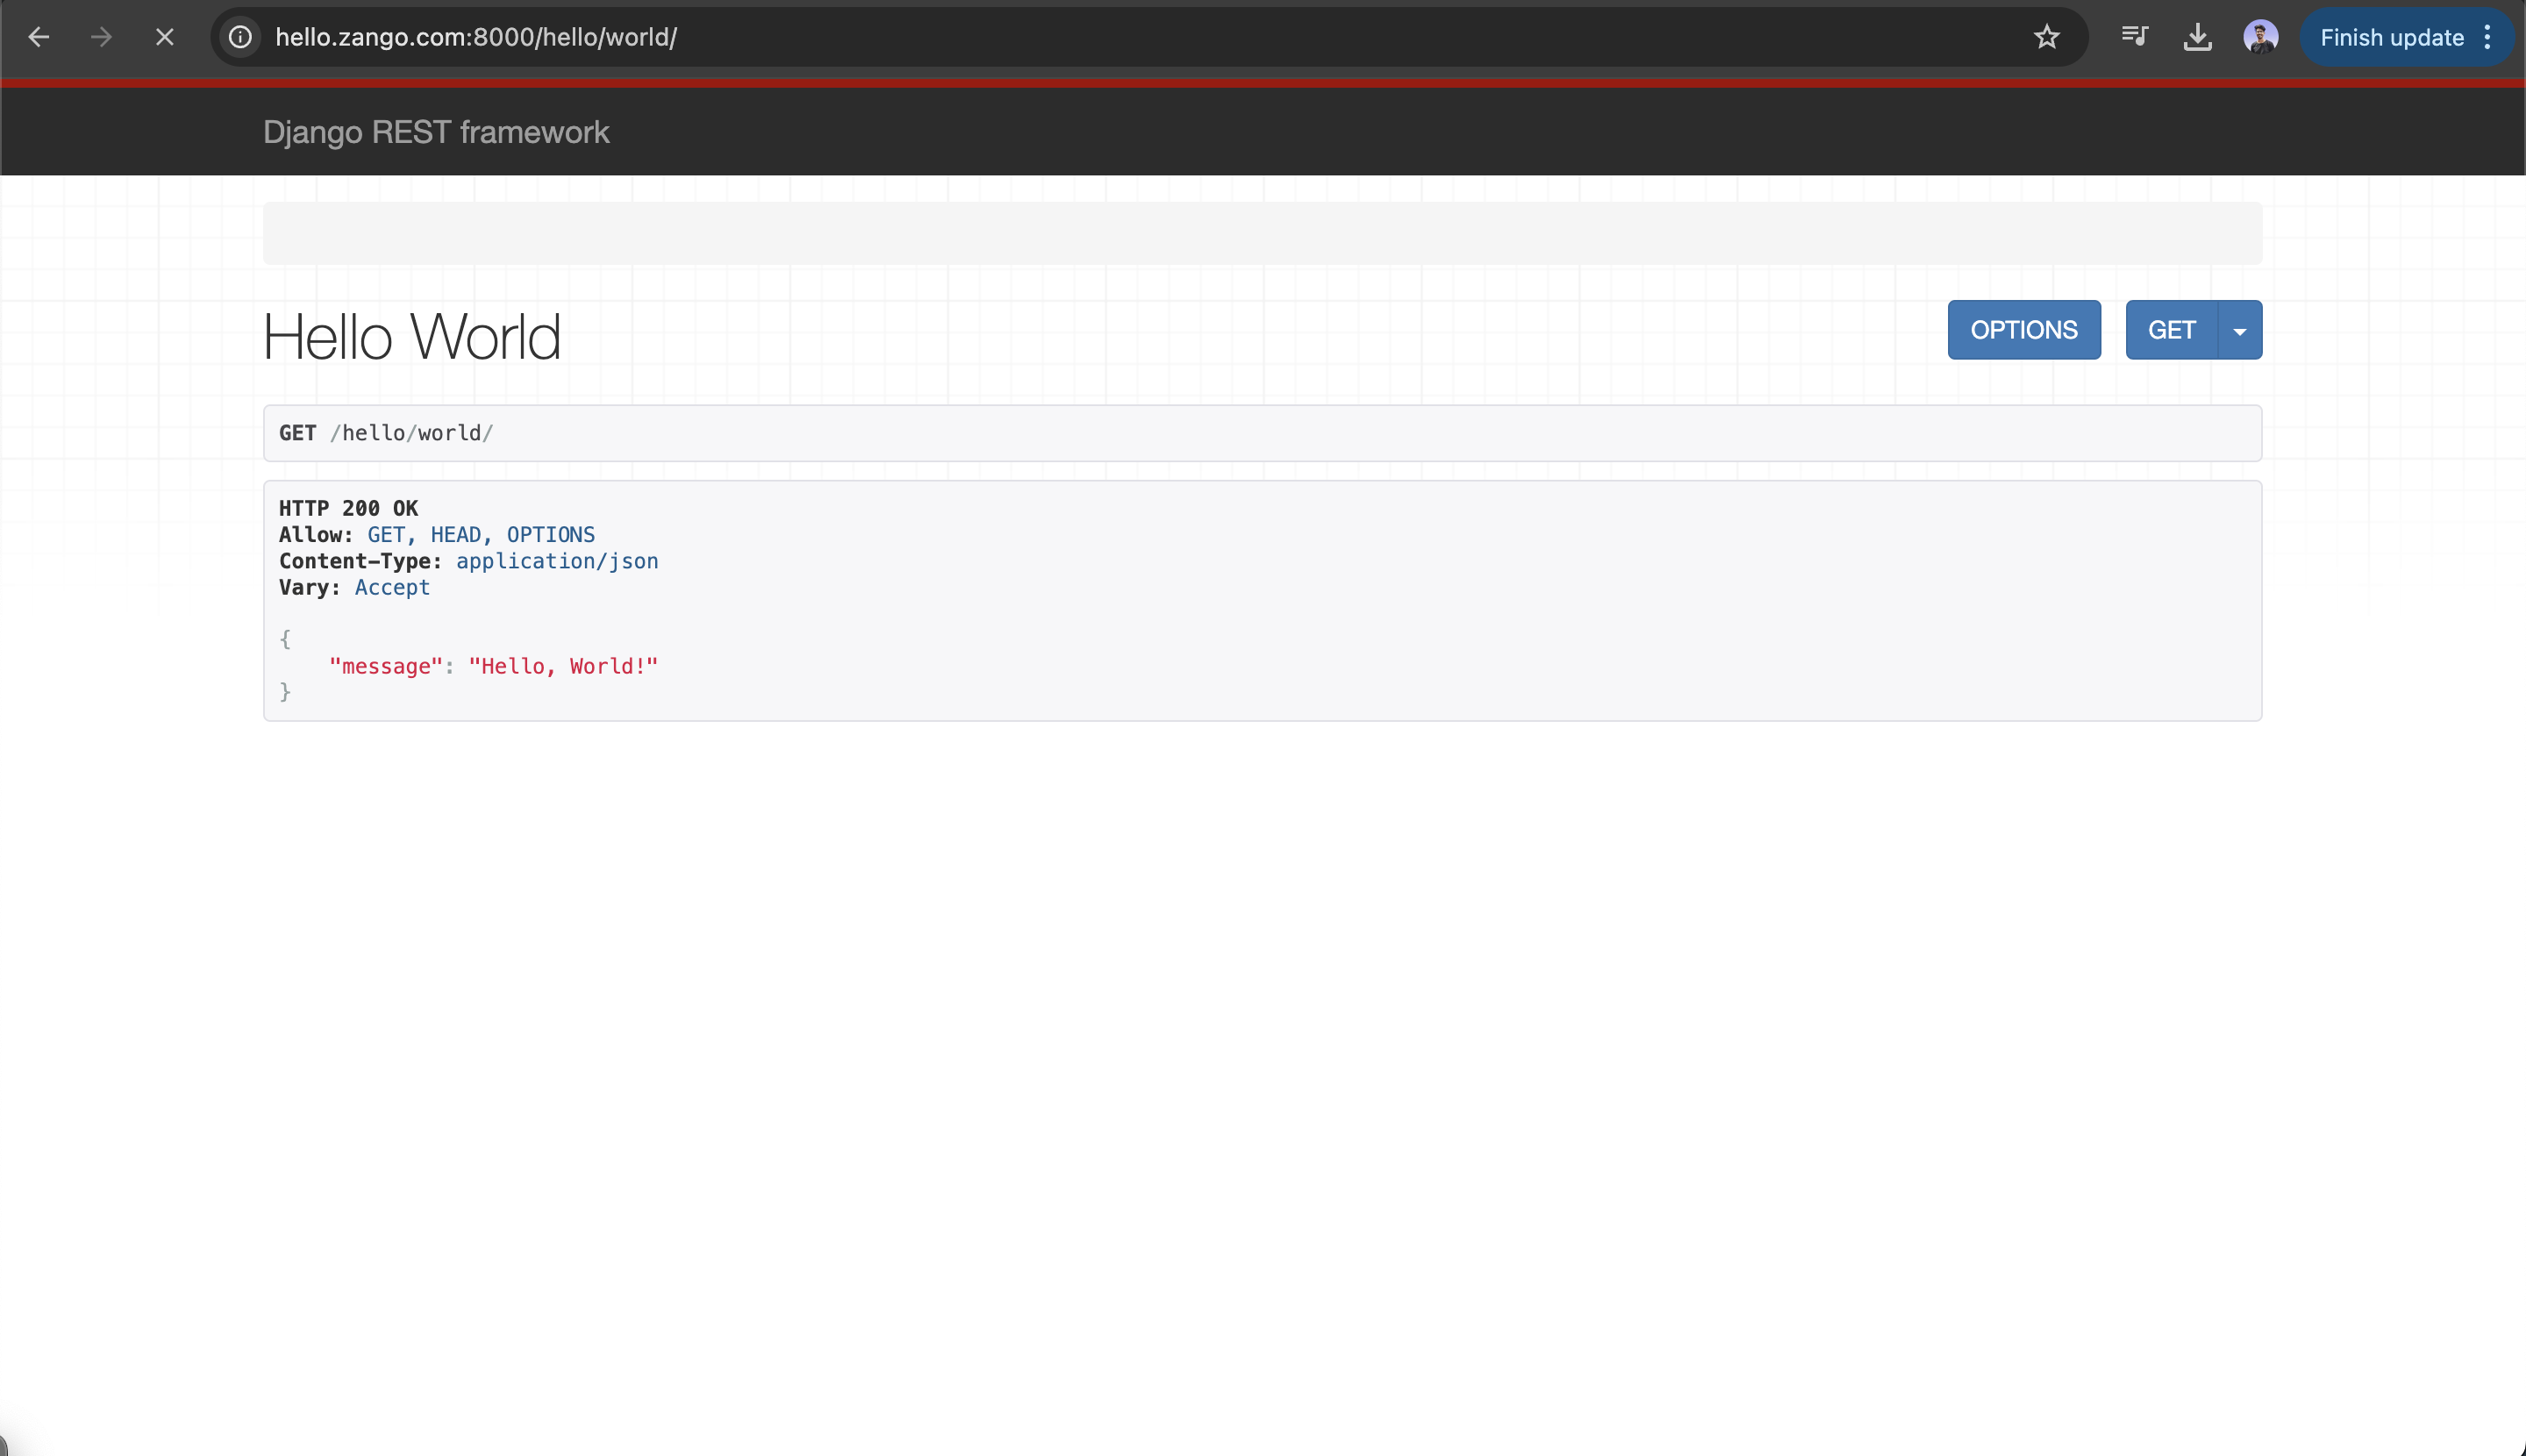 hello.zango.com:8000/hello/world/
Finish update
Django REST framework
Hello World
OPTIONS
GET
GET /hello/world/
HTTP 200 OK
Allow: GET, HEAD, OPTIONS
Content-Type: application/json
Vary: Accept
{
    "message": "Hello, World!"
}